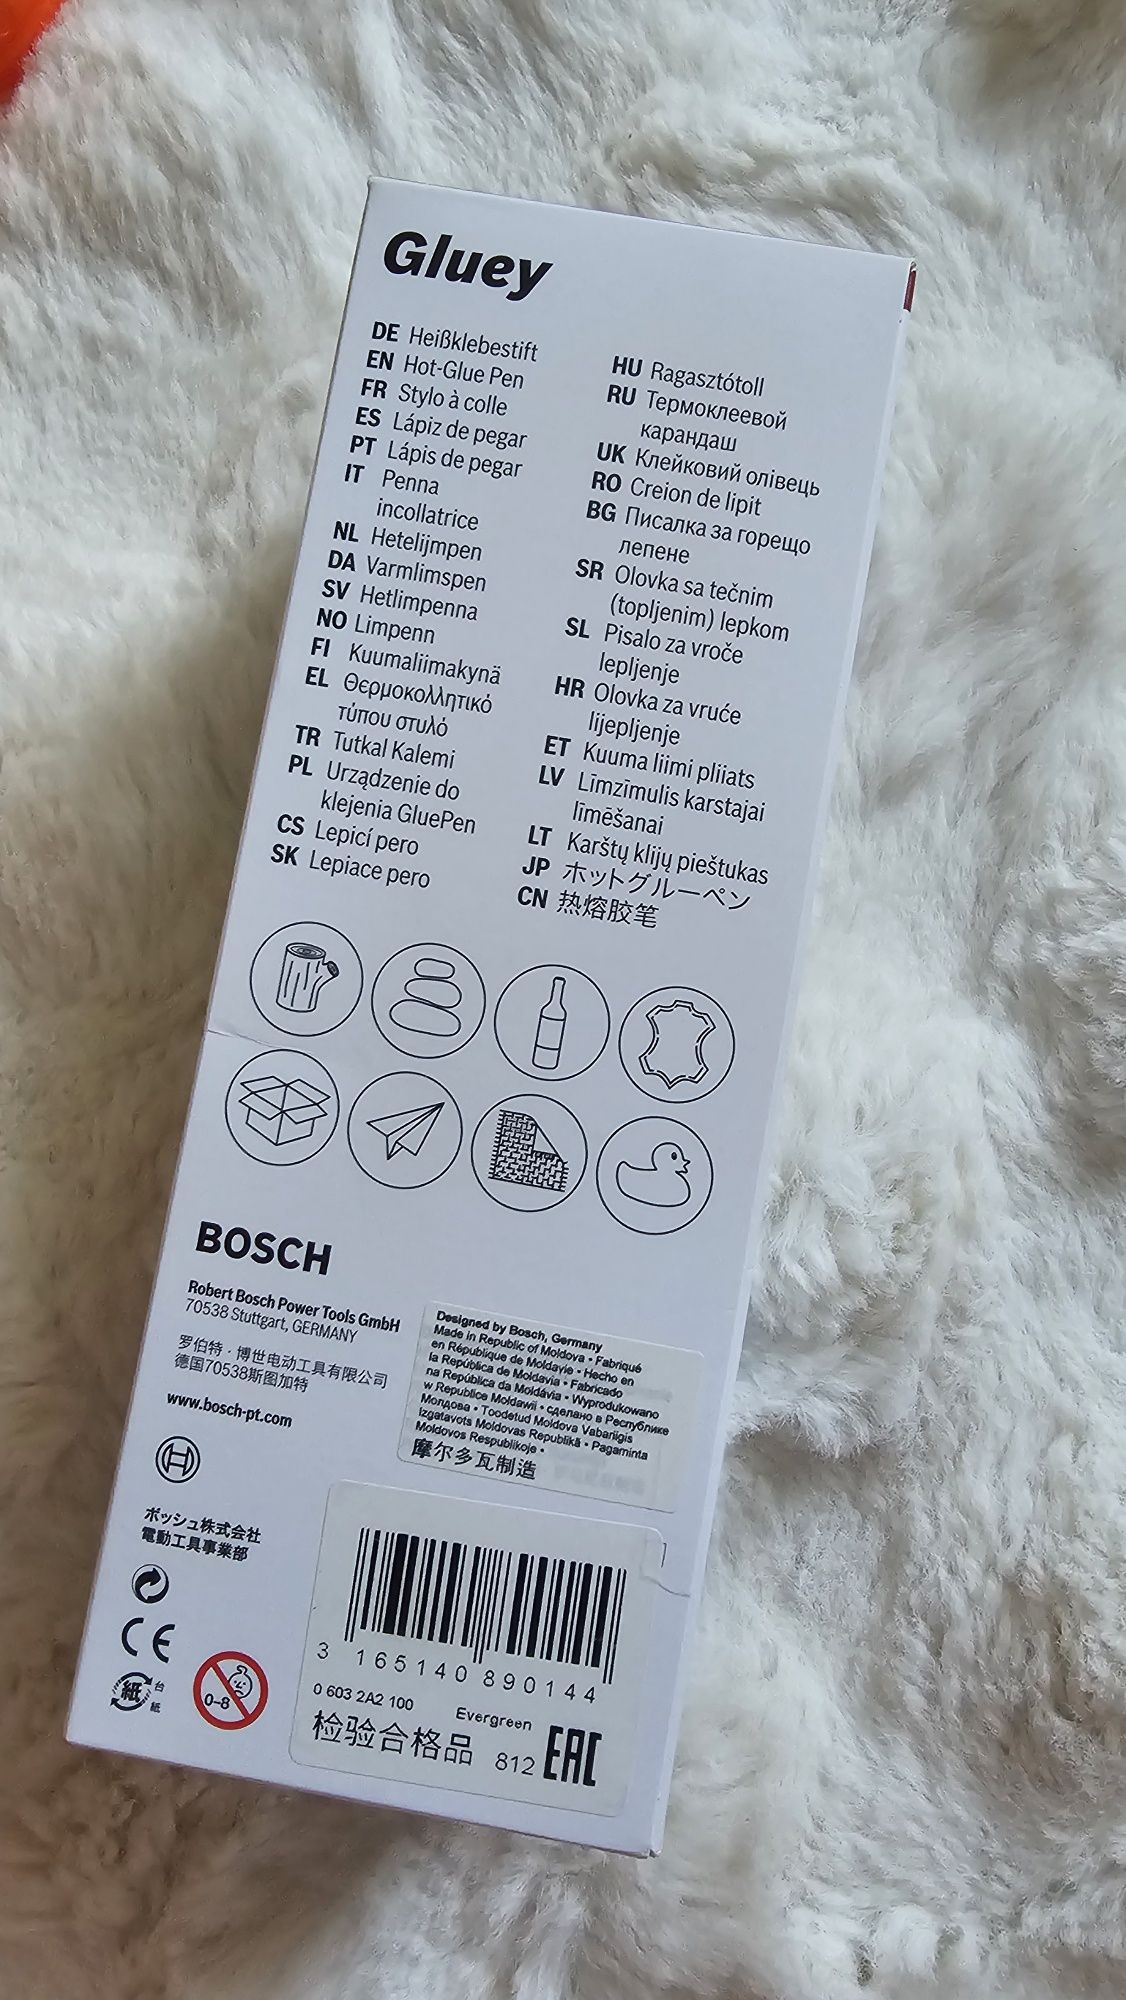 Gluey
DE Heißklebestift
EN Hot-Glue Pen
FR Stylo à colle
ES Lápiz de pegar
PT Lápis de pegar
IT Penna
incollatrice
NL Hetelijmpen
DA Varmlimspen
SV Hetlimpenna
NO Limpenn
FI Kuumaliimakynä
EL Θερμοκολλητικό
τύπου στυλό
TR Tutkal Kalemi
PL Urządzenie do
klejenia GluePen
CS Lepicí pero
SK Lepiace pero
HU Ragasztótoll
RU Термоклеевой
карандаш
UK Клейковий олівець
RO Creion de lipit
BG Писалка за горещо
лепене
SR Olovka sa tečnim
(topljenim) lepkom
SL Pisalo za vroče
lepljenje
HR Olovka za vruće
lijepljenje
ET Kuuma liimi pliiats
LV Līmzīmulis karstajai
līmēšanai
LT Karštų klijų pieštukas
JP ホットグルーペン
CN 热熔胶笔
BOSCH
Robert Bosch Power Tools GmbH
70538 Stuttgart, GERMANY
罗伯特 · 博世电动工具有限公司
德国70538斯图加特
www.bosch-pt.com
ボッシュ株式会社
電動工具事業部
CE
紙 台
紙
0-8
Designed by Bosch, Germany
Made in Republic of Moldova • Fabriqué
en République de Moldavie • Hecho en
la República de Moldavia • Fabricado
na República da Moldávia • Wyprodukowano
w Republice Mołdawii • сделано в Республике
Молдова • Toodetud Moldova Vabariigis
Izgatavots Moldovas Republikā • Pagaminta
Moldovos Respublikoje •
摩尔多瓦制造
3 165140 890144
0 603 2A2 100 Evergreen
检验合格品 812 EAC